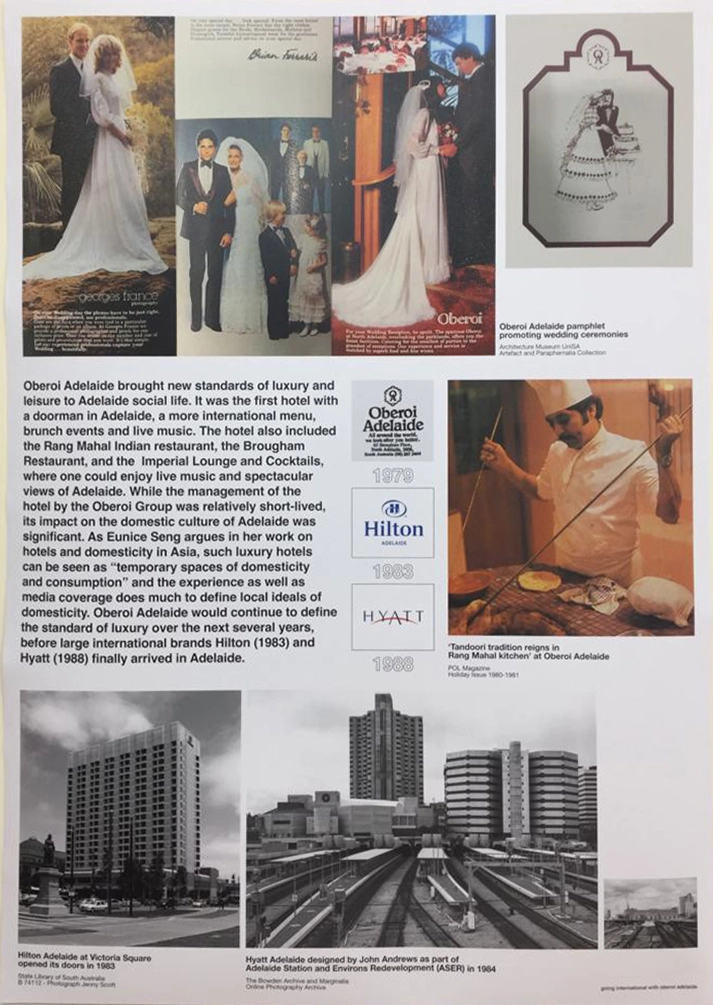 Brian Ferraris
georges france
photography
Oberoi
For your Wedding Reception, be spoilt. The spacious Oberoi
Oberoi Adelaide pamphlet
promoting wedding ceremonies
Architecture Museum UniSA
Artefact and Paraphernalia Collection
Oberoi Adelaide brought new standards of luxury and
leisure to Adelaide social life. It was the first hotel with
a doorman in Adelaide, a more international menu,
brunch events and live music. The hotel also included
the Rang Mahal Indian restaurant, the Brougham
Restaurant, and the Imperial Lounge and Cocktails,
where one could enjoy live music and spectacular
views of Adelaide. While the management of the
hotel by the Oberoi Group was relatively short-lived,
its impact on the domestic culture of Adelaide was
significant. As Eunice Seng argues in her work on
hotels and domesticity in Asia, such luxury hotels
can be seen as “temporary spaces of domesticity
and consumption” and the experience as well as
media coverage does much to define local ideals of
domesticity. Oberoi Adelaide would continue to define
the standard of luxury over the next several years,
before large international brands Hilton (1983) and
Hyatt (1988) finally arrived in Adelaide.
Oberoi
Adelaide
All around the world,
we look after you better.
1979
Hilton
ADELAIDE
1983
HYATT
1988
‘Tandoori tradition reigns in
Rang Mahal kitchen’ at Oberoi Adelaide
POL Magazine
Holiday Issue 1980-1981
Hilton Adelaide at Victoria Square
opened its doors in 1983
State Library of South Australia
B 74112 - Photograph Jenny Scott
Hyatt Adelaide designed by John Andrews as part of
Adelaide Station and Environs Redevelopment (ASER) in 1984
The Bowden Archive and Marginalia
Online Photography Archive
going international with oberoi adelaide